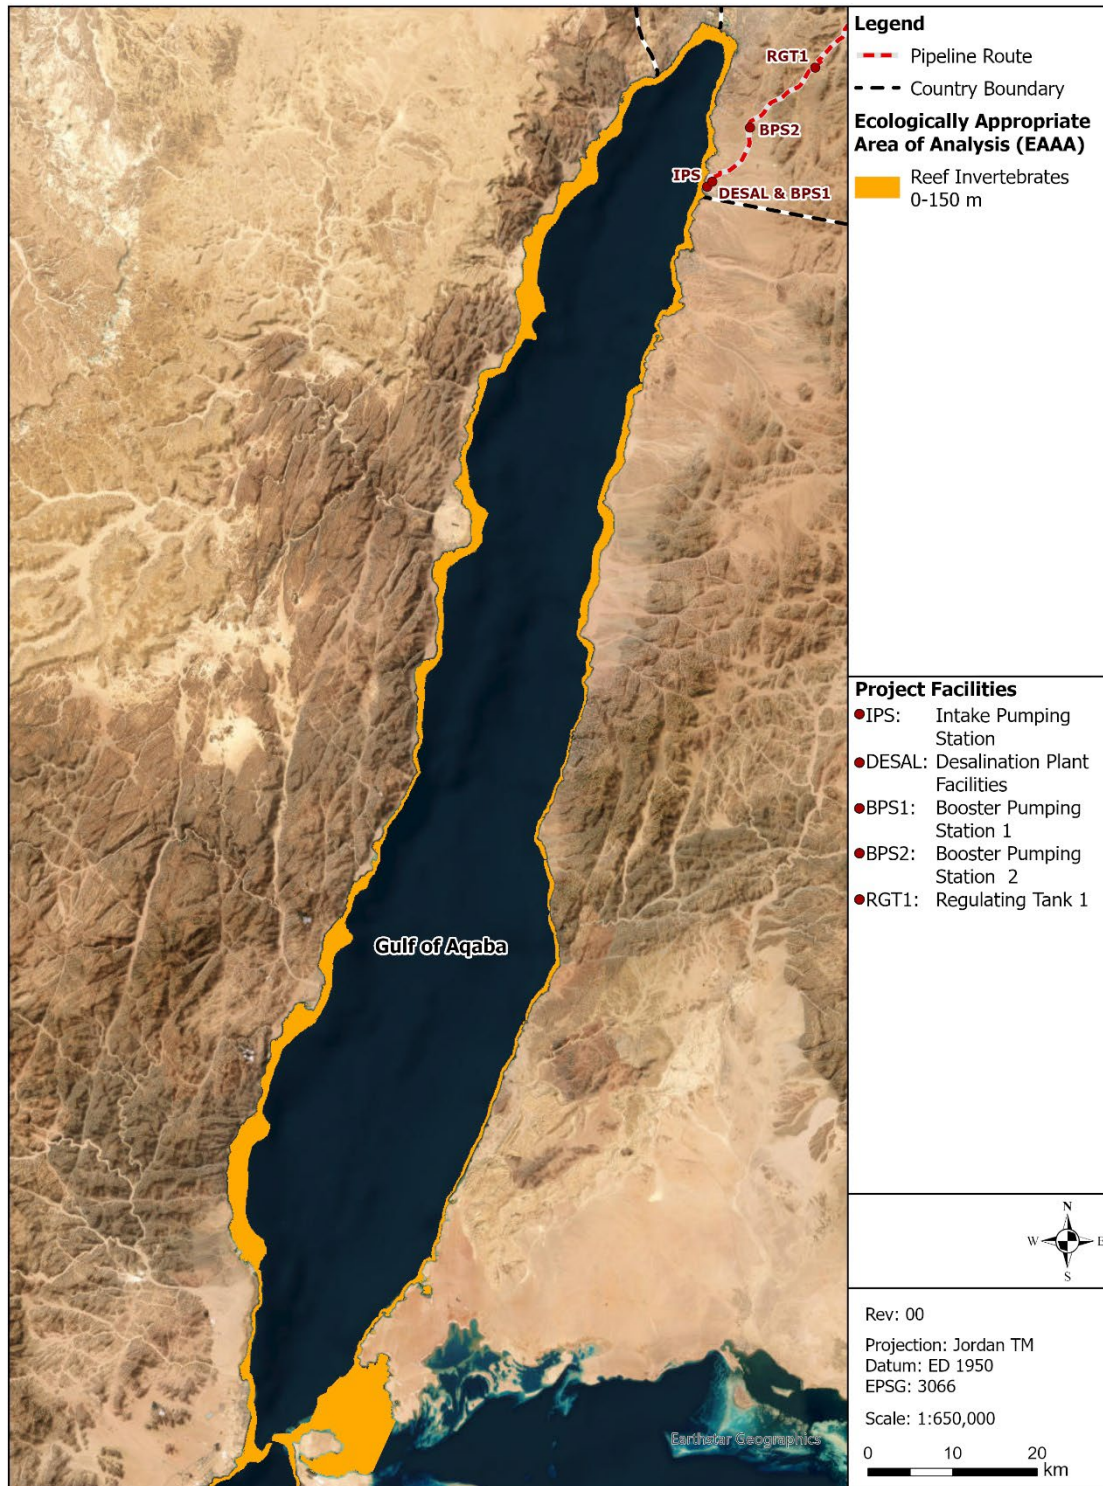 RGT1
BPS2
IPS
DESAL & BPS1
Gulf of Aqaba
Earthstar Geographics
Legend
Pipeline Route
Country Boundary
Ecologically Appropriate
Area of Analysis (EAAA)
Reef Invertebrates
0-150 m
Project Facilities
IPS: Intake Pumping
Station
DESAL: Desalination Plant
Facilities
BPS1: Booster Pumping
Station 1
BPS2: Booster Pumping
Station 2
RGT1: Regulating Tank 1
N
W E
S
Rev: 00
Projection: Jordan TM
Datum: ED 1950
EPSG: 3066
Scale: 1:650,000
0 10 20
km